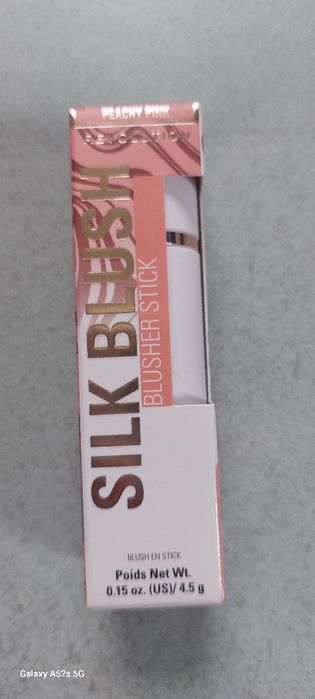 PEACHY PINK
REVOLUTION
SILK BLUSH
BLUSHER STICK
BLUSH EN STICK
Poids Net Wt.
0.15 oz. (US)/ 4.5 g
Galaxy A52s 5G